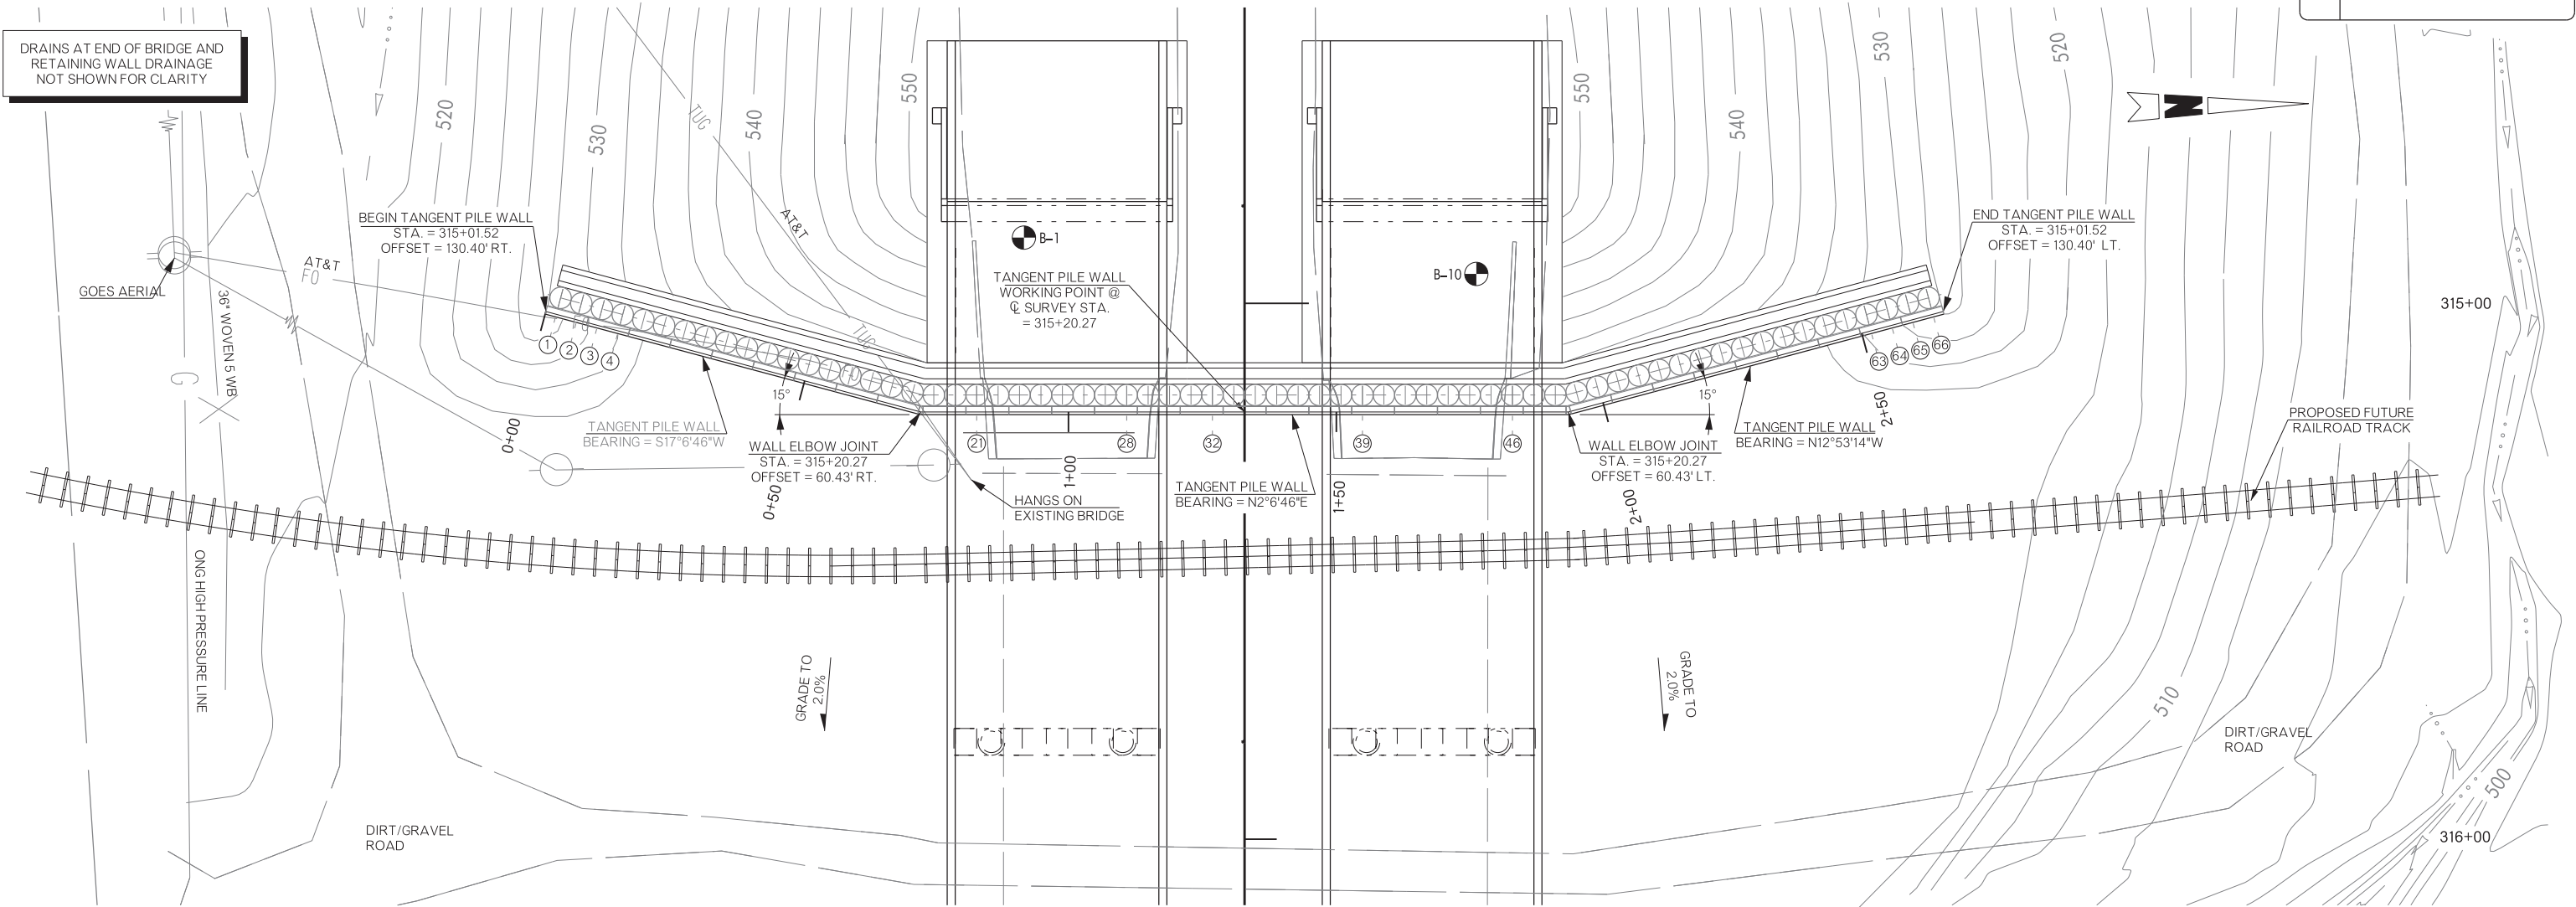 DRAINS AT END OF BRIDGE AND
RETAINING WALL DRAINAGE
NOT SHOWN FOR CLARITY
520
530
TUG
540
550
550
540
530
520
N
BEGIN TANGENT PILE WALL
STA. = 315+01.52
OFFSET = 130.40' RT.
AT&T
B-1
B-10
END TANGENT PILE WALL
STA. = 315+01.52
OFFSET = 130.40' LT.
AT&T
FO
GOES AERIAL
36" WOVEN 5 WB
TANGENT PILE WALL
WORKING POINT @
℄ SURVEY STA.
= 315+20.27
315+00
TUG
1
2
3
4
63
64
65
66
G
15°
15°
TANGENT PILE WALL
BEARING = S17°6'46"W
0+00
WALL ELBOW JOINT
STA. = 315+20.27
OFFSET = 60.43' RT.
21
28
32
39
46
WALL ELBOW JOINT
STA. = 315+20.27
OFFSET = 60.43' LT.
TANGENT PILE WALL
BEARING = N12°53'14"W
2+50
PROPOSED FUTURE
RAILROAD TRACK
0+50
1+00
HANGS ON
EXISTING BRIDGE
TANGENT PILE WALL
BEARING = N2°6'46"E
1+50
2+00
ONG HIGH PRESSURE LINE
GRADE TO
2.0%
GRADE TO
2.0%
510
DIRT/GRAVEL
ROAD
500
DIRT/GRAVEL
ROAD
316+00